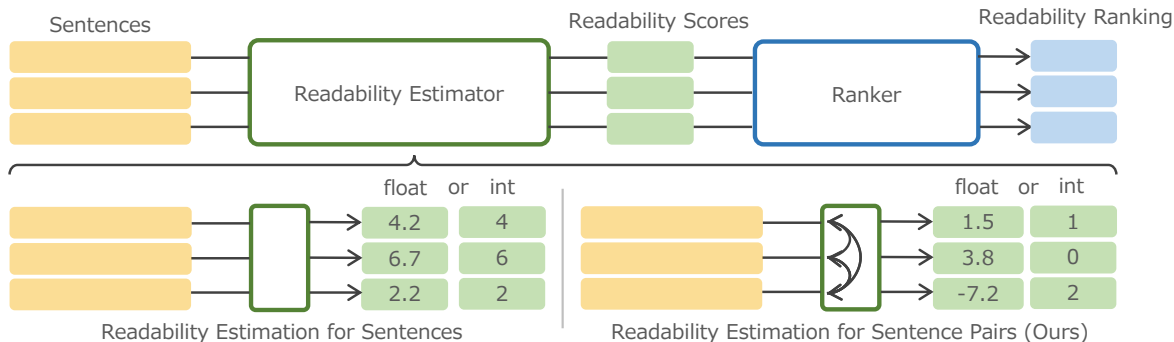 Sentences
Readability Scores
Readability Ranking
Readability Estimator
Ranker
float or int
4.2 4
6.7 6
2.2 2
Readability Estimation for Sentences
float or int
1.5 1
3.8 0
-7.2 2
Readability Estimation for Sentence Pairs (Ours)